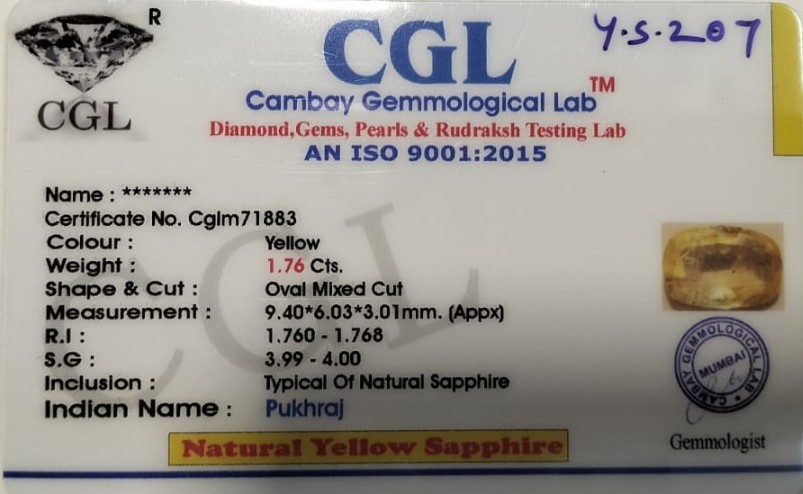 R
Y.S.207
CGL
CGL
Cambay Gemmological Lab™
Diamond,Gems, Pearls & Rudraksh Testing Lab
AN ISO 9001:2015
Name : *******
Certificate No. Cglm71883
Colour : Yellow
Weight : 1.76 Cts.
Shape & Cut : Oval Mixed Cut
Measurement : 9.40*6.03*3.01mm. (Appx)
R.I : 1.760 - 1.768
S.G : 3.99 - 4.00
Inclusion : Typical Of Natural Sapphire
Indian Name : Pukhraj
Natural Yellow Sapphire
CGL
CAMBAY GEMMOLOGICAL LAB
MUMBAI
Gemmologist